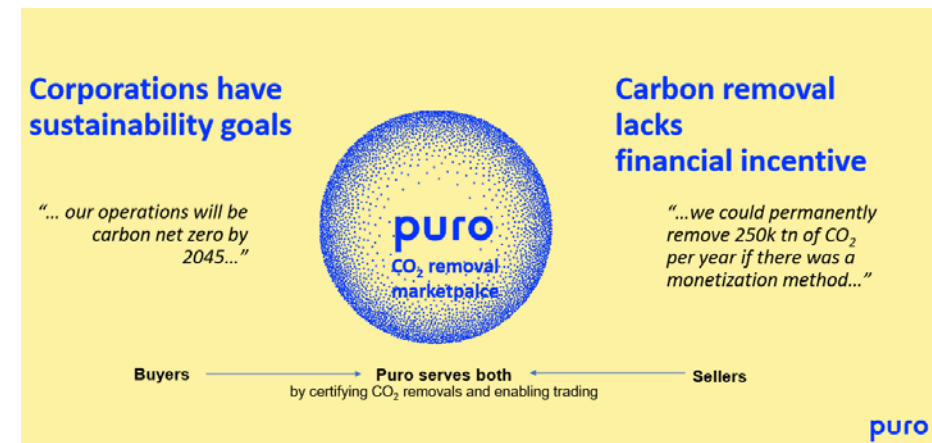 Corporations have
sustainability goals
"... our operations will be
carbon net zero by
2045..."
puro
CO₂ removal
marketpalce
Carbon removal
lacks
financial incentive
"...we could permanently
remove 250k tn of CO₂
per year if there was a
monetization method..."
Buyers
Puro serves both
by certifying CO₂ removals and enabling trading
Sellers
puro